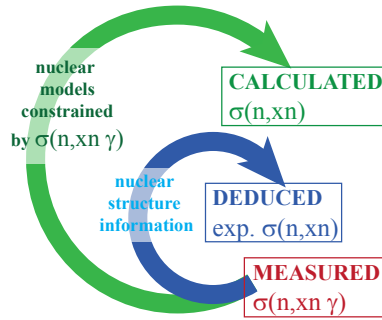 nuclear
models
constrained
by σ(n,xn γ)
CALCULATED
σ(n,xn)
nuclear
structure
information
DEDUCED
exp. σ(n,xn)
MEASURED
σ(n,xn γ)